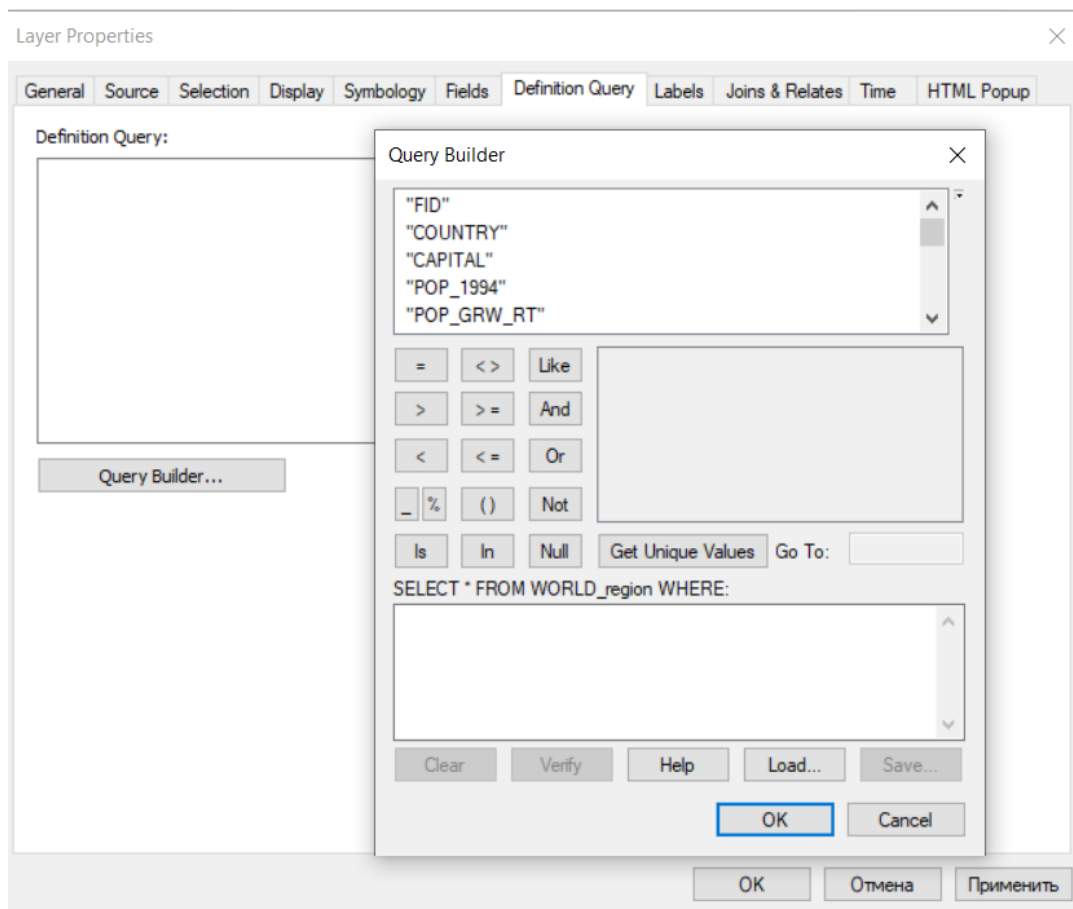 Layer Properties
General Source Selection Display Symbology Fields Definition Query Labels Joins & Relates Time HTML Popup
Definition Query:
Query Builder...
Query Builder
"FID"
"COUNTRY"
"CAPITAL"
"POP_1994"
"POP_GRW_RT"
= < > Like
> > = And
< < = Or
_ % ( ) Not
Is In Null Get Unique Values Go To:
SELECT * FROM WORLD_region WHERE:
Clear Verify Help Load... Save...
OK Cancel
OK Отмена Применить